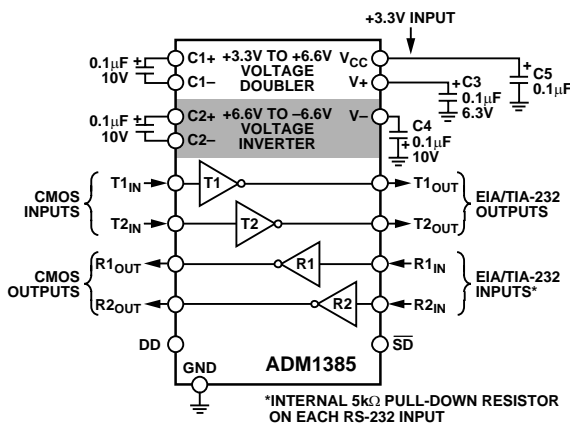 +3.3V INPUT
0.1μF
10V
+
C1+
C1–
+3.3V TO +6.6V
VOLTAGE
DOUBLER
VCC
V+
+ C3
0.1μF
6.3V
+ C5
0.1μF
0.1μF
10V
+
C2+
C2–
+6.6V TO –6.6V
VOLTAGE
INVERTER
V–
C4
+ 0.1μF
10V
CMOS
INPUTS
T1IN
T1
T1OUT
EIA/TIA-232
OUTPUTS
T2IN
T2
T2OUT
CMOS
OUTPUTS
R1OUT
R1
R1IN
EIA/TIA-232
INPUTS*
R2OUT
R2
R2IN
DD
GND
ADM1385
SD
*INTERNAL 5kΩ PULL-DOWN RESISTOR
ON EACH RS-232 INPUT